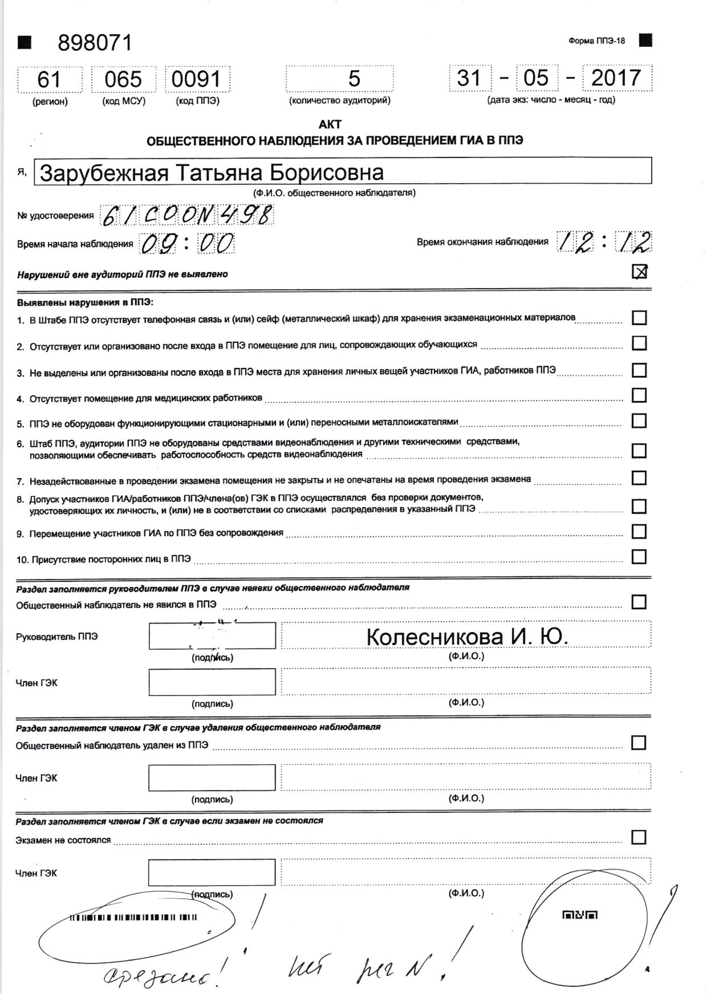 898071
Форма ППЭ-18
61 065 0091 5 31 - 05 - 2017
(регион) (код МСУ) (код ППЭ) (количество аудиторий) (дата экз: число - месяц - год)
АКТ
ОБЩЕСТВЕННОГО НАБЛЮДЕНИЯ ЗА ПРОВЕДЕНИЕМ ГИА В ППЭ
Я, Зарубежная Татьяна Борисовна
(Ф.И.О. общественного наблюдателя)
№ удостоверения 61COON498
Время начала наблюдения 09:00 Время окончания наблюдения 12:12
Нарушений вне аудиторий ППЭ не выявлено
Выявлены нарушения в ППЭ:
1. В Штабе ППЭ отсутствует телефонная связь и (или) сейф (металлический шкаф) для хранения экзаменационных материалов
2. Отсутствует или организовано после входа в ППЭ помещение для лиц, сопровождающих обучающихся
3. Не выделены или организованы после входа в ППЭ места для хранения личных вещей участников ГИА, работников ППЭ
4. Отсутствует помещение для медицинских работников
5. ППЭ не оборудован функционирующими стационарными и (или) переносными металлоискателями
6. Штаб ППЭ, аудитории ППЭ не оборудованы средствами видеонаблюдения и другими техническими средствами,
позволяющими обеспечивать работоспособность средств видеонаблюдения
7. Незадействованные в проведении экзамена помещения не закрыты и не опечатаны на время проведения экзамена
8. Допуск участников ГИА/работников ППЭ/члена(ов) ГЭК в ППЭ осуществлялся без проверки документов,
удостоверяющих их личность, и (или) не в соответствии со списками распределения в указанный ППЭ
9. Перемещение участников ГИА по ППЭ без сопровождения
10. Присутствие посторонних лиц в ППЭ
Раздел заполняется руководителем ППЭ в случае неявки общественного наблюдателя
Общественный наблюдатель не явился в ППЭ
Руководитель ППЭ Колесникова И. Ю.
(подпись) (Ф.И.О.)
Член ГЭК
(подпись) (Ф.И.О.)
Раздел заполняется членом ГЭК в случае удаления общественного наблюдателя
Общественный наблюдатель удален из ППЭ
Член ГЭК
(подпись) (Ф.И.О.)
Раздел заполняется членом ГЭК в случае если экзамен не состоялся
Экзамен не состоялся
Член ГЭК
(подпись) (Ф.И.О.)
срезано! нет рег N!